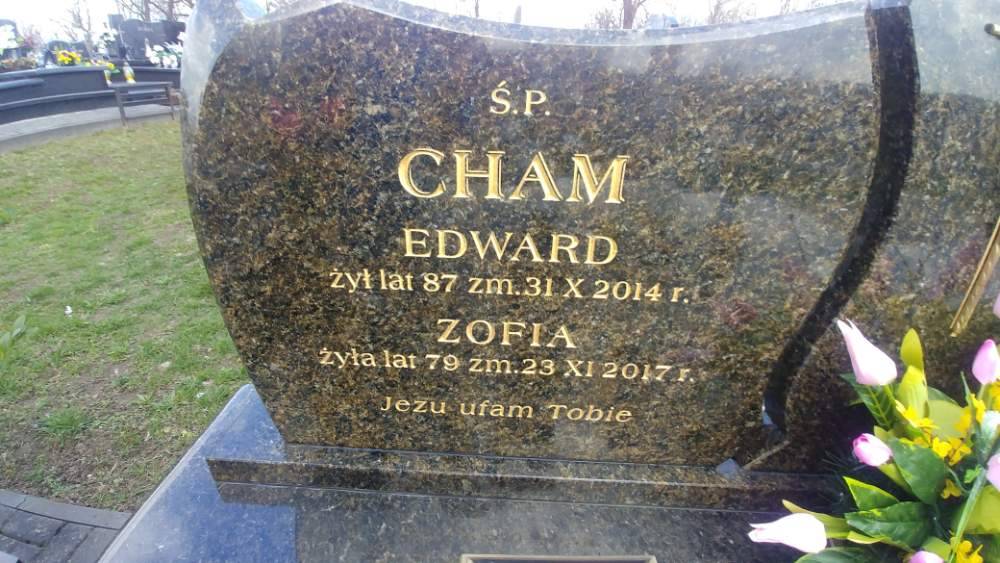 Ś.P.
CHAM
EDWARD
żył lat 87 zm.31 X 2014 r.
ZOFIA
żyła lat 79 zm.23 XI 2017 r.
Jezu ufam Tobie